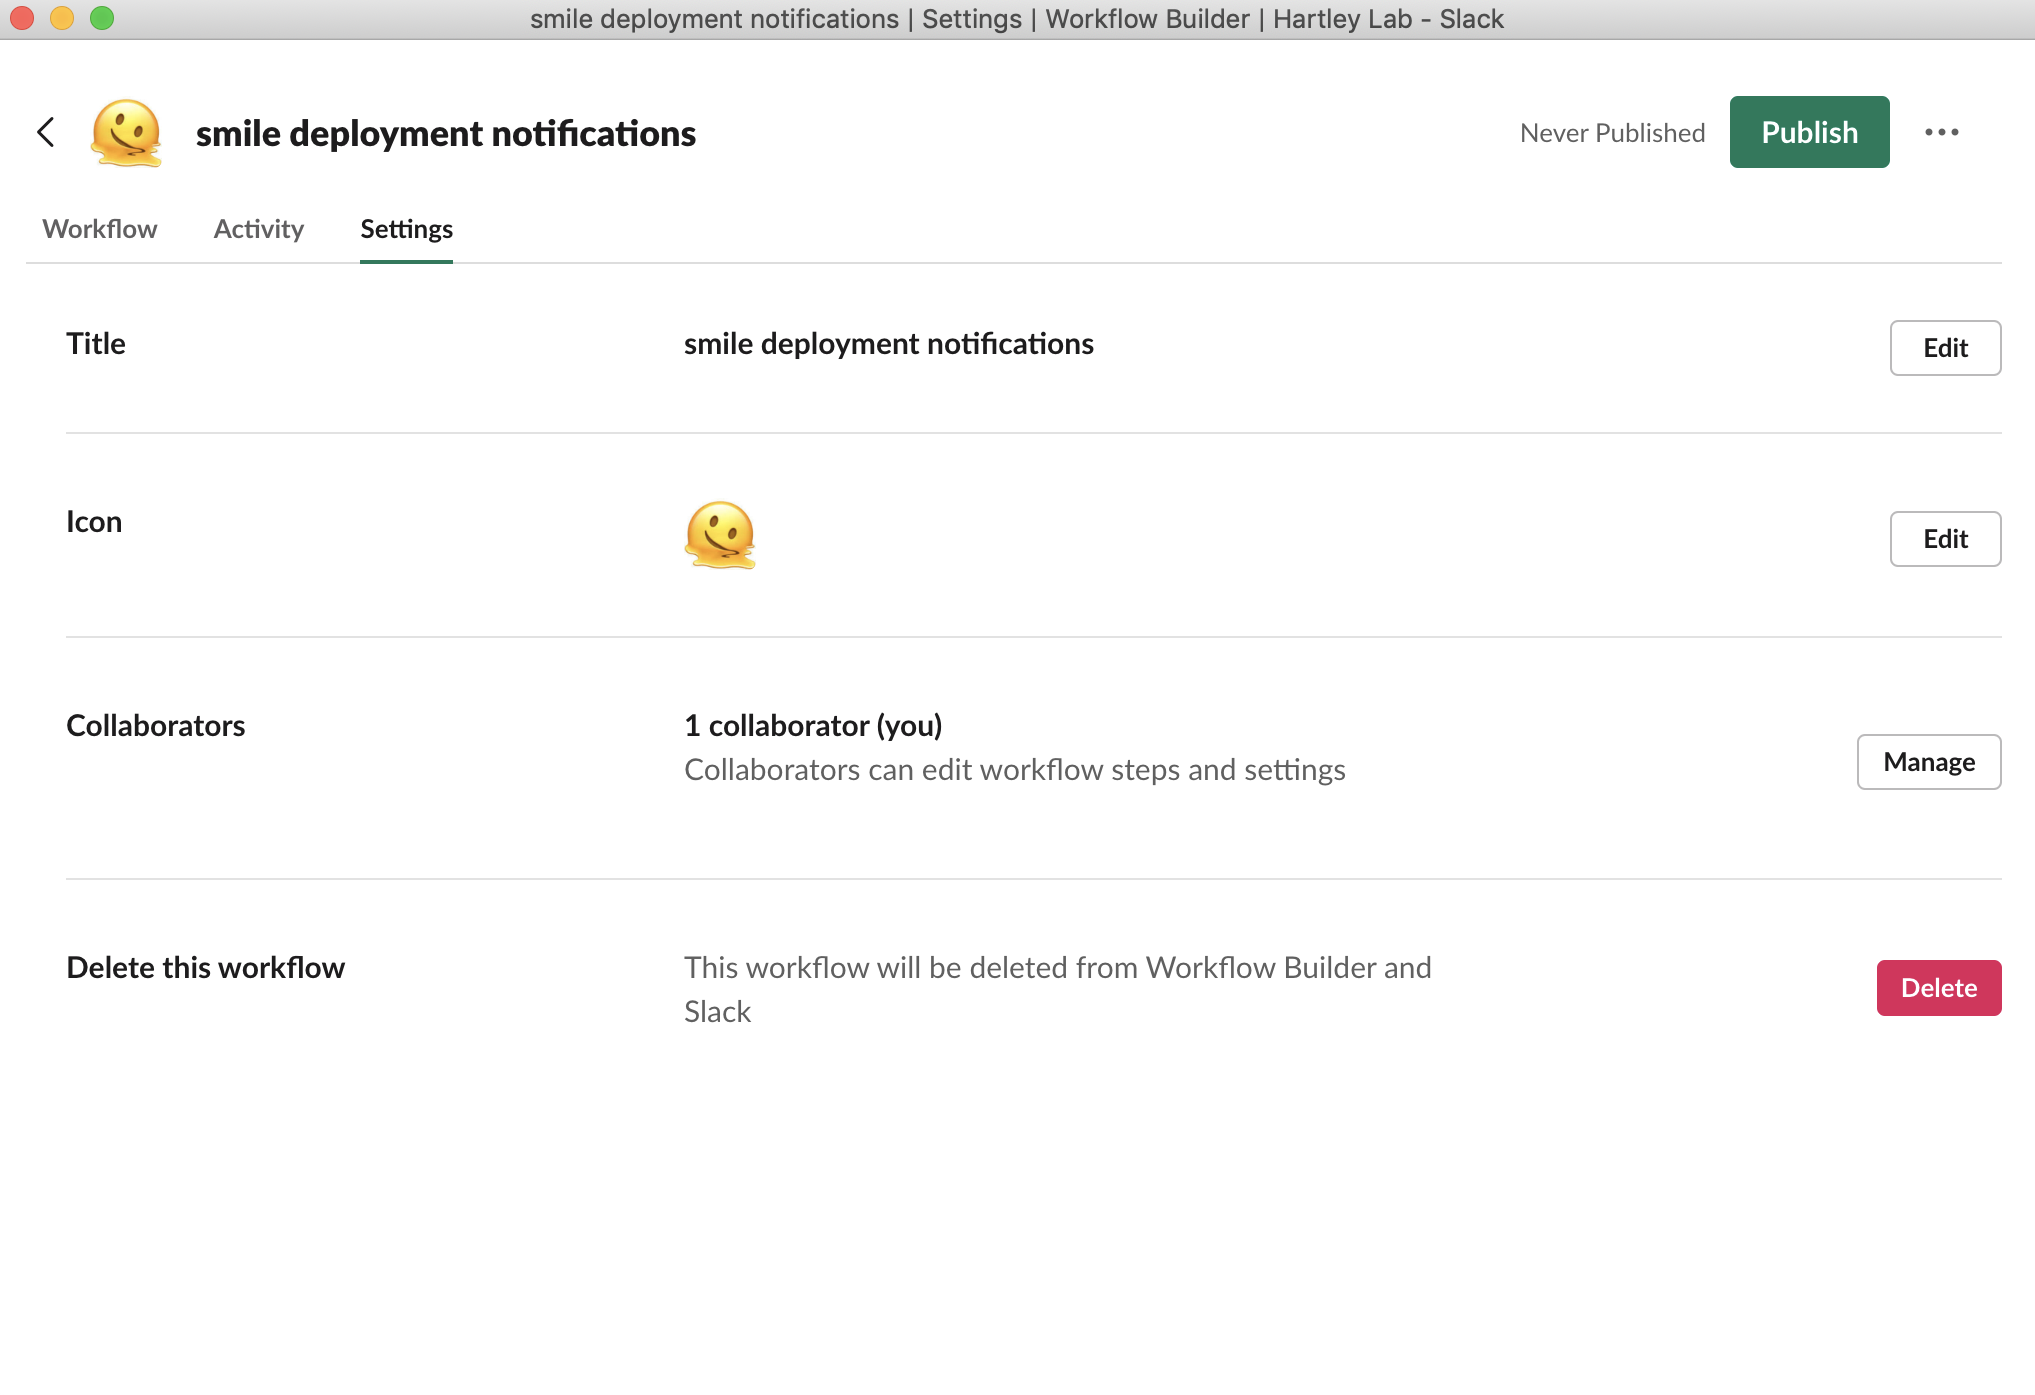 smile deployment notifications | Settings | Workflow Builder | Hartley Lab - Slack
smile deployment notifications
Never Published
Publish
Workflow
Activity
Settings
Title
smile deployment notifications
Edit
Icon
Edit
Collaborators
1 collaborator (you)
Collaborators can edit workflow steps and settings
Manage
Delete this workflow
This workflow will be deleted from Workflow Builder and
Slack
Delete